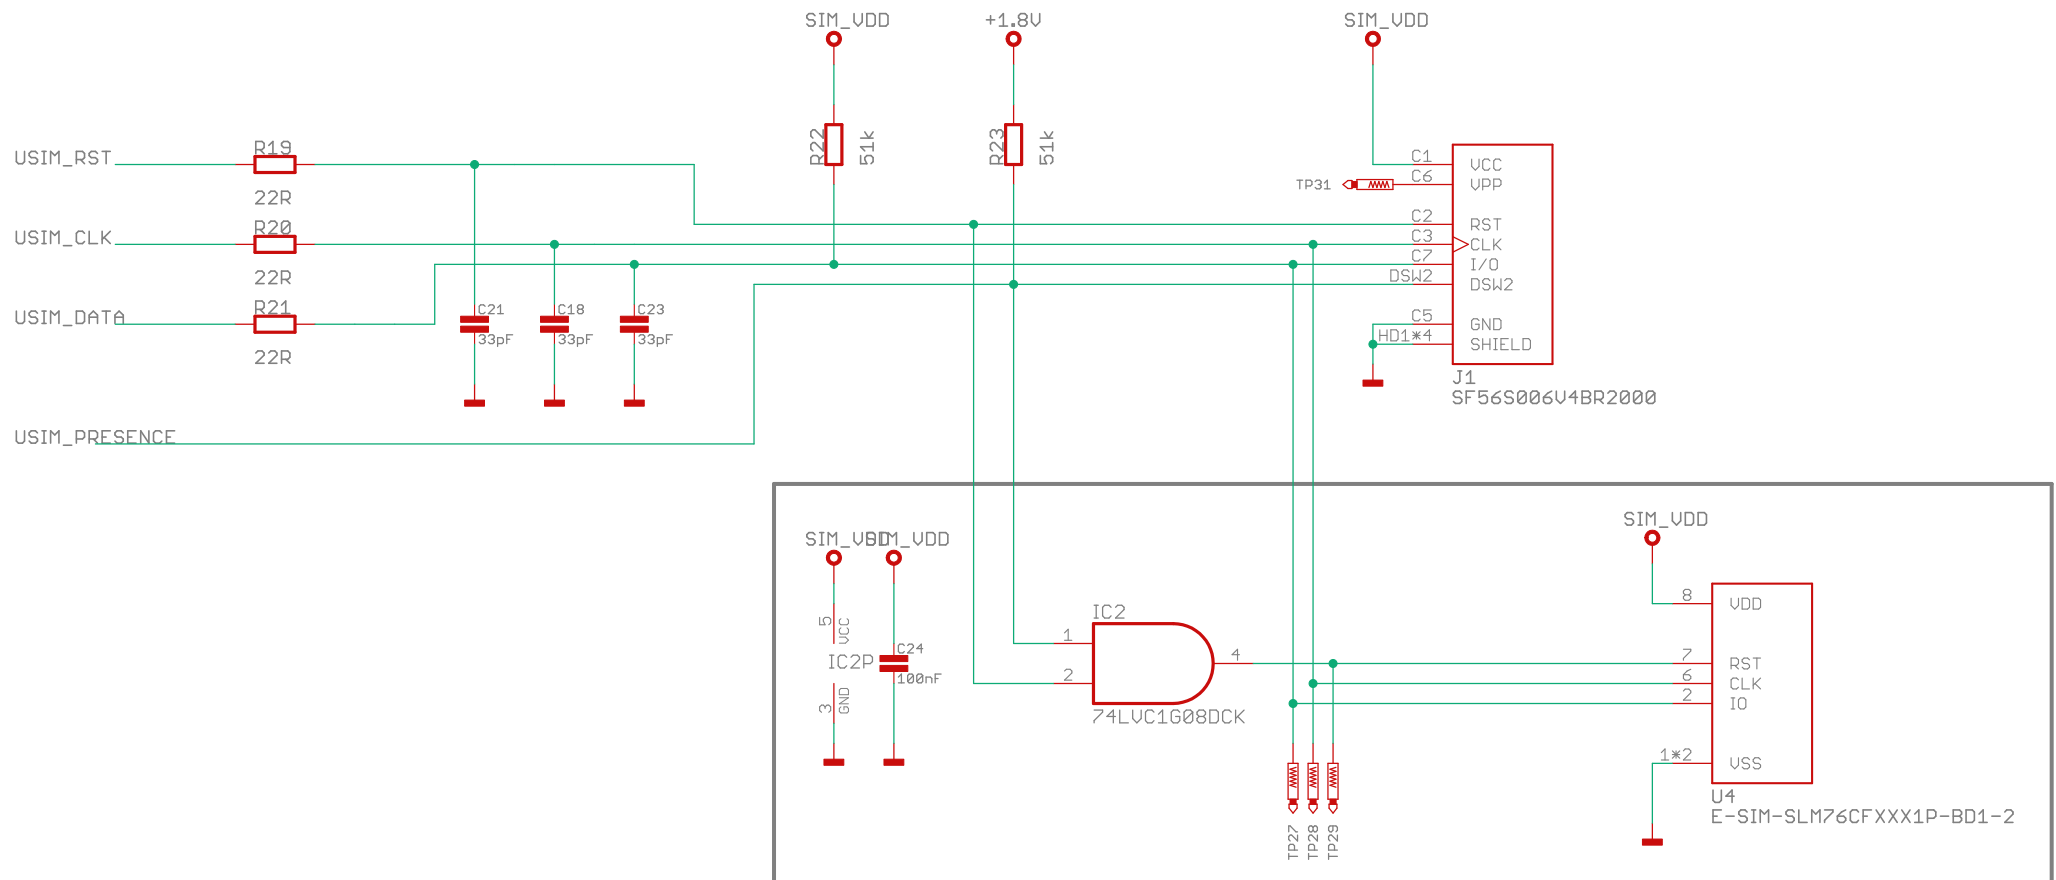 SIM_VDD
+1.8V
SIM_VDD
R22
51k
R23
51k
USIM_RST
R19
22R
USIM_CLK
R20
22R
USIM_DATA
R21
22R
C21
33pF
C18
33pF
C23
33pF
USIM_PRESENCE
TP31
C1
VCC
C6
VPP
C2
RST
C3
CLK
C7
I/O
DSW2
DSW2
C5
GND
HD1*4
SHIELD
J1
SF56S006V4BR2000
SIM_VDD
SIM_VDD
5
VCC
IC2P
3
GND
C24
100nF
IC2
1
2
4
74LVC1G08DCK
TP27
TP28
TP29
SIM_VDD
8
VDD
7
RST
6
CLK
2
IO
1*2
VSS
U4
E-SIM-SLM76CFXXX1P-BD1-2